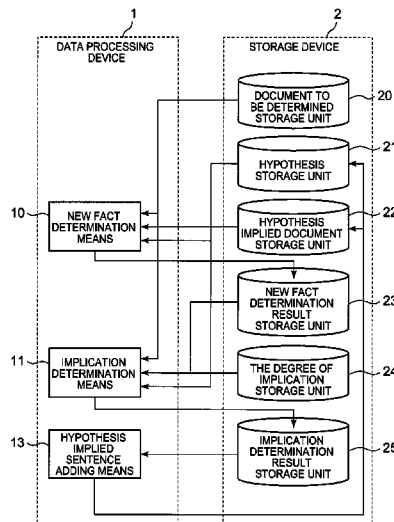 1
2
DATA PROCESSING
DEVICE
STORAGE DEVICE
DOCUMENT TO
BE DETERMINED
STORAGE UNIT
20
HYPOTHESIS
STORAGE UNIT
21
10
NEW FACT
DETERMINATION
MEANS
HYPOTHESIS
IMPLIED DOCUMENT
STORAGE UNIT
22
NEW FACT
DETERMINATION
RESULT
STORAGE UNIT
23
11
IMPLICATION
DETERMINATION
MEANS
THE DEGREE OF
IMPLICATION
STORAGE UNIT
24
13
HYPOTHESIS
IMPLIED
SENTENCE
ADDING MEANS
IMPLICATION
DETERMINATION
RESULT
STORAGE UNIT
25